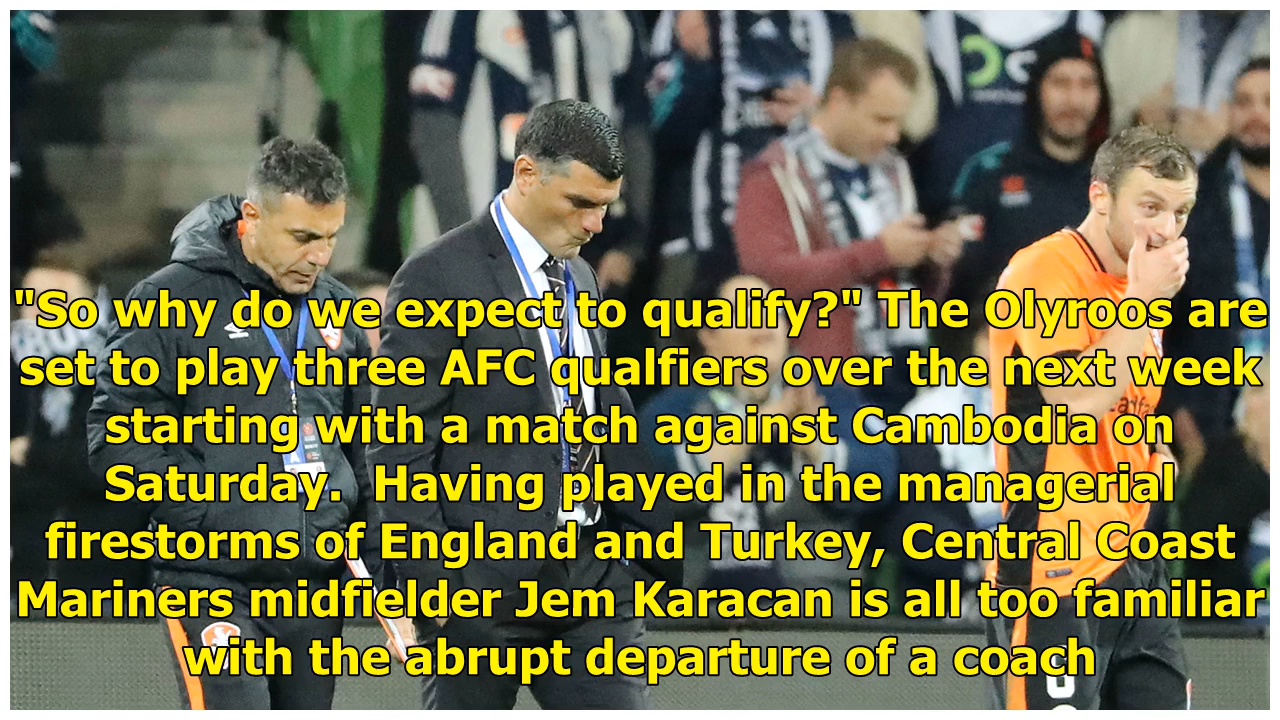 "So why do we expect to qualify?" The Olyroos are
set to play three AFC qualfiers over the next week
starting with a match against Cambodia on
Saturday.  Having played in the managerial
firestorms of England and Turkey, Central Coast
Mariners midfielder Jem Karacan is all too familiar
with the abrupt departure of a coach